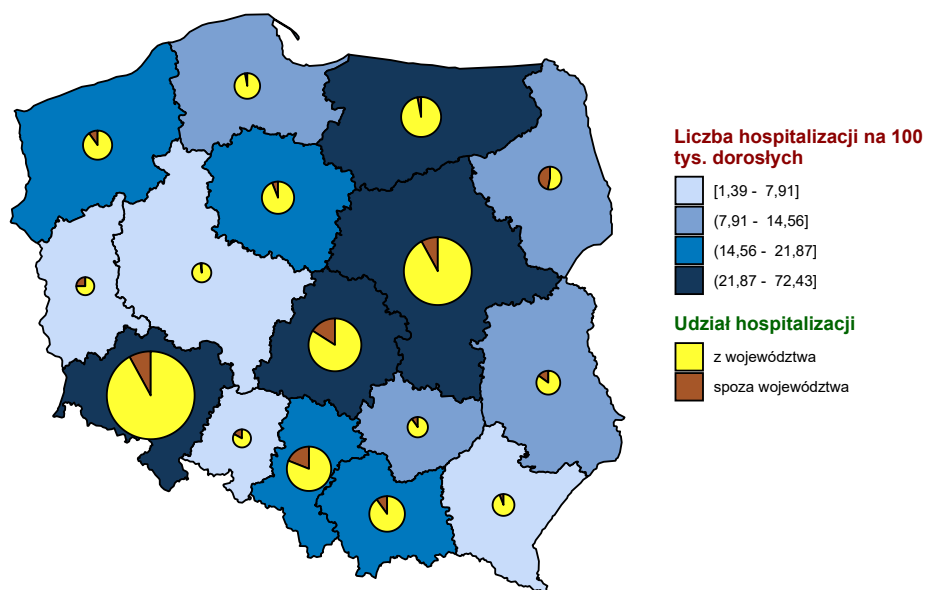 Liczba hospitalizacji na 100
tys. dorosłych
[1,39 - 7,91]
(7,91 - 14,56]
(14,56 - 21,87]
(21,87 - 72,43]
Udział hospitalizacji
z województwa
spoza województwa